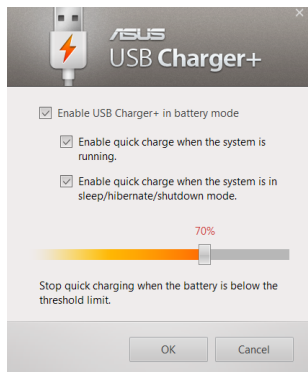 ASUS
USB Charger+
Enable USB Charger+ in battery mode
Enable quick charge when the system is
running.
Enable quick charge when the system is in
sleep/hibernate/shutdown mode.
70%
Stop quick charging when the battery is below the
threshold limit.
OK
Cancel